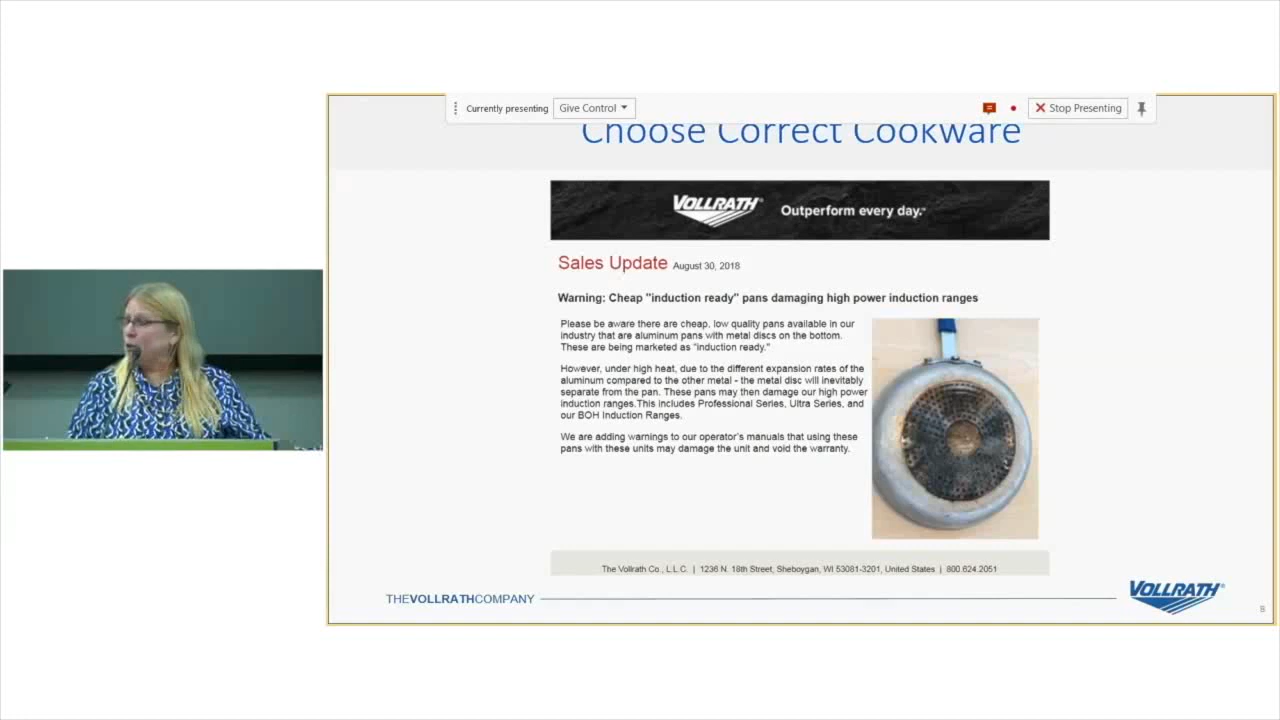 Currently presenting Give Control Stop Presenting
Choose Correct Cookware
VOLLRATH® Outperform every day.™
Sales Update August 30, 2018
Warning: Cheap "induction ready" pans damaging high power induction ranges
Please be aware there are cheap, low quality pans available in our
industry that are aluminum pans with metal discs on the bottom.
These are being marketed as "induction ready."
However, under high heat, due to the different expansion rates of the
aluminum compared to the other metal - the metal disc will inevitably
separate from the pan. These pans may then damage our high power
induction ranges.This includes Professional Series, Ultra Series, and
our BOH Induction Ranges.
We are adding warnings to our operator's manuals that using these
pans with these units may damage the unit and void the warranty.
The Vollrath Co., L.L.C. | 1236 N. 18th Street, Sheboygan, WI 53081-3201, United States | 800.624.2051
THEVOLLRATHCOMPANY
VOLLRATH®
8